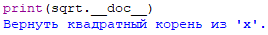 print(sqrt.__doc__)
Вернуть квадратный корень из 'x'.